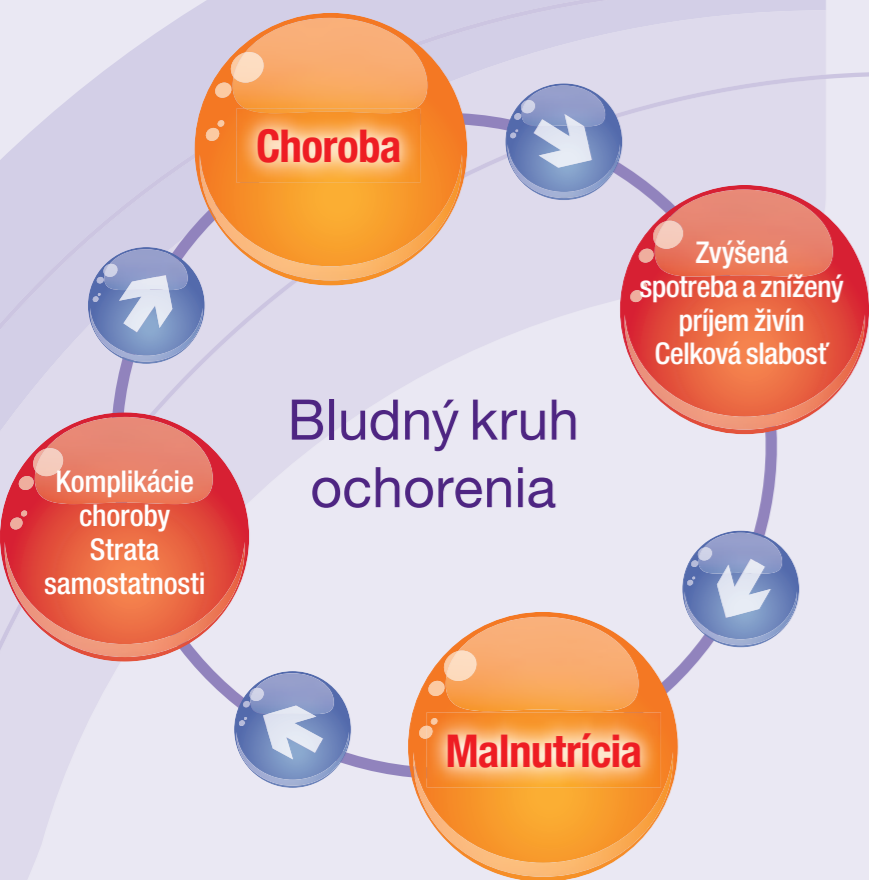 Choroba
Zvýšená
spotreba a znížený
príjem živín
Celková slabosť
Bludný kruh
ochorenia
Komplikácie
choroby
Strata
samostatnosti
Malnutrícia